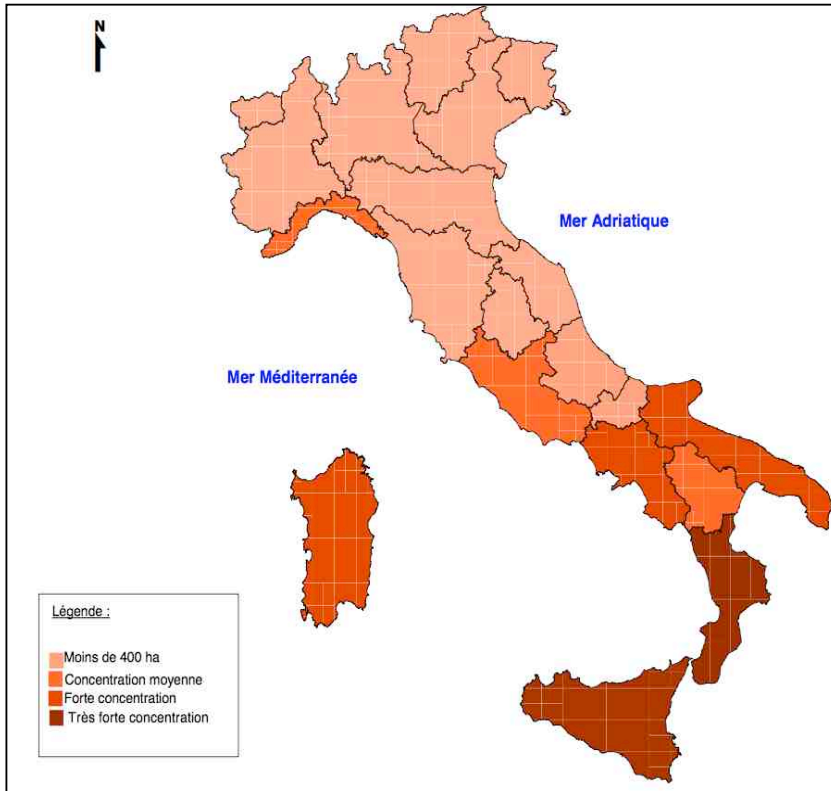 N
Mer Adriatique
Mer Méditerranée
Légende :
Moins de 400 ha
Concentration moyenne
Forte concentration
Très forte concentration